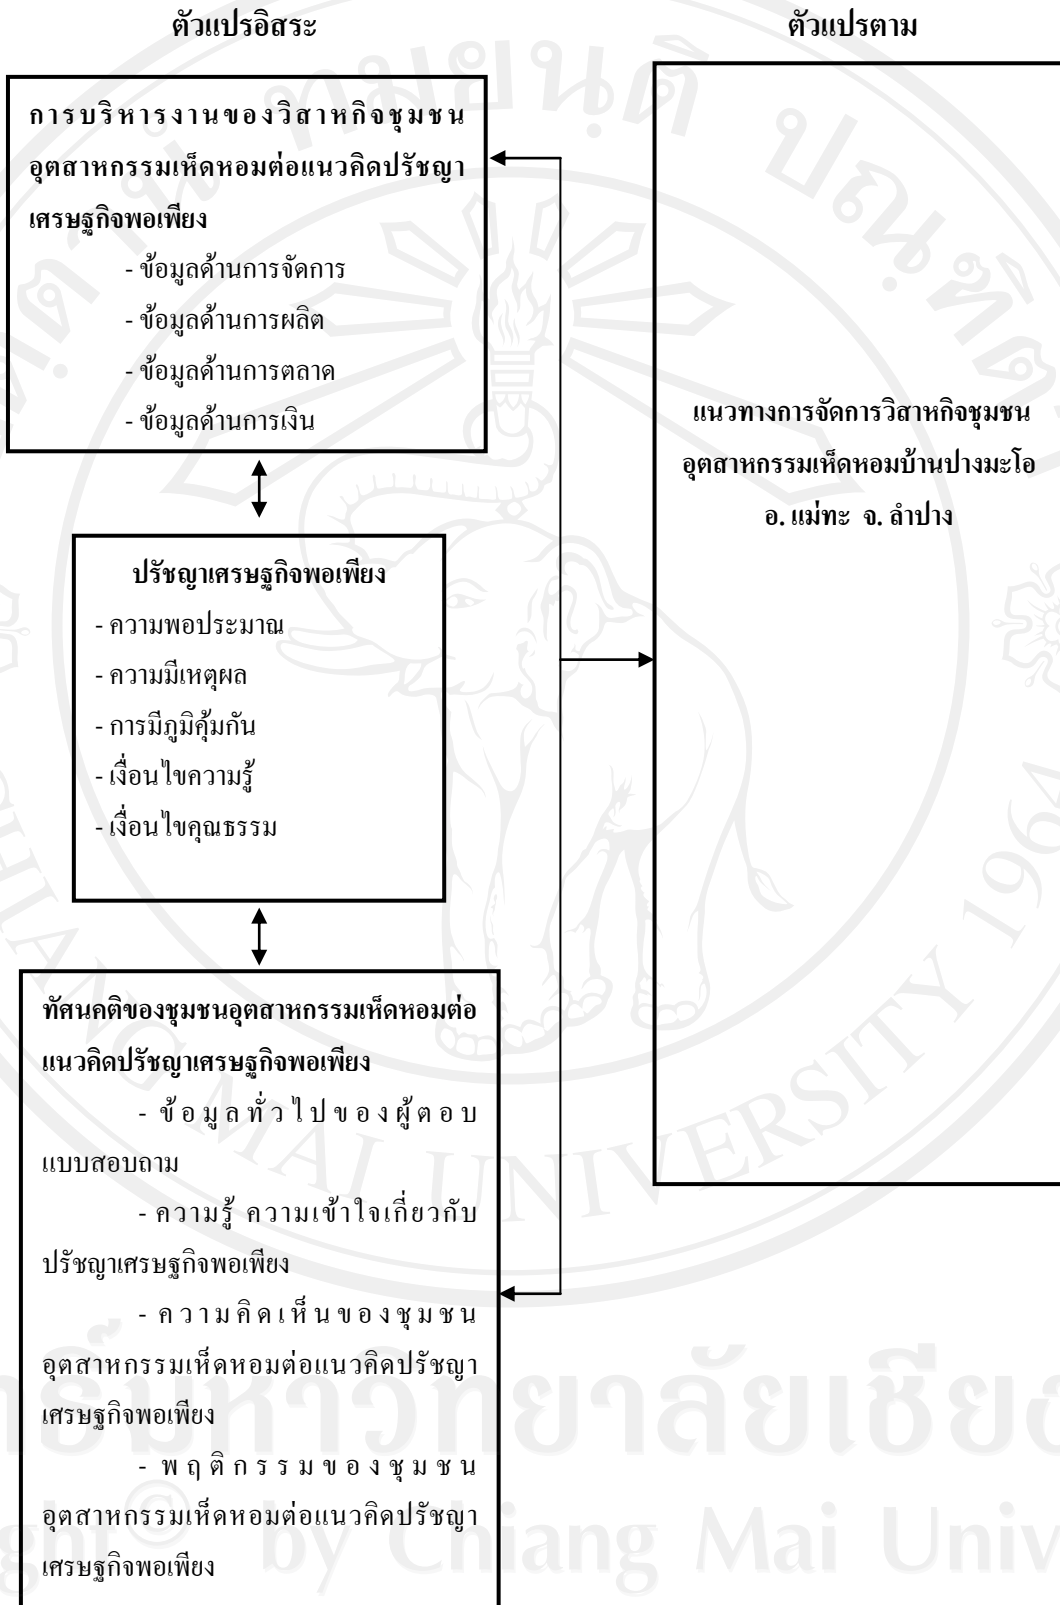 ตัวแปรอิสระ
ตัวแปรตาม
การบริหารงานของวิสาหกิจชุมชน
อุตสาหกรรมเห็ดหอมต่อแนวคิดปรัชญา
เศรษฐกิจพอเพียง
- ข้อมูลด้านการจัดการ
- ข้อมูลด้านการผลิต
- ข้อมูลด้านการตลาด
- ข้อมูลด้านการเงิน
ปรัชญาเศรษฐกิจพอเพียง
- ความพอประมาณ
- ความมีเหตุผล
- การมีภูมิคุ้มกัน
- เงื่อนไขความรู้
- เงื่อนไขคุณธรรม
ทัศนคติของชุมชนอุตสาหกรรมเห็ดหอมต่อ
แนวคิดปรัชญาเศรษฐกิจพอเพียง
- ข้อมูลทั่วไปของผู้ตอบ
แบบสอบถาม
- ความรู้ ความเข้าใจเกี่ยวกับ
ปรัชญาเศรษฐกิจพอเพียง
- ความคิดเห็นของชุมชน
อุตสาหกรรมเห็ดหอมต่อแนวคิดปรัชญา
เศรษฐกิจพอเพียง
- พฤติกรรมของชุมชน
อุตสาหกรรมเห็ดหอมต่อแนวคิดปรัชญา
เศรษฐกิจพอเพียง
แนวทางการจัดการวิสาหกิจชุมชน
อุตสาหกรรมเห็ดหอมบ้านปางมะโอ
อ. แม่ทะ จ. ลำปาง
CHIANG MAI UNIVERSITY 1964
© by Chiang Mai